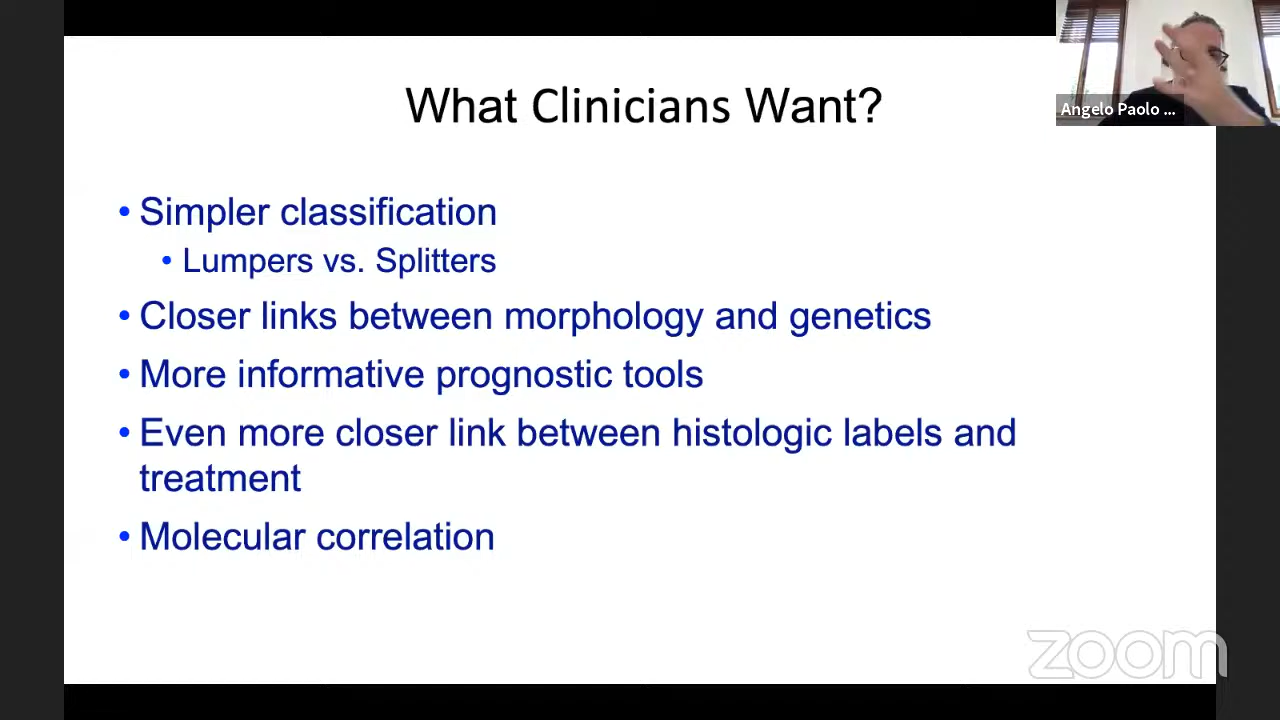 What Clinicians Want?
Angelo Paolo ...
• Simpler classification
• Lumpers vs. Splitters
• Closer links between morphology and genetics
• More informative prognostic tools
• Even more closer link between histologic labels and
treatment
• Molecular correlation
zoom